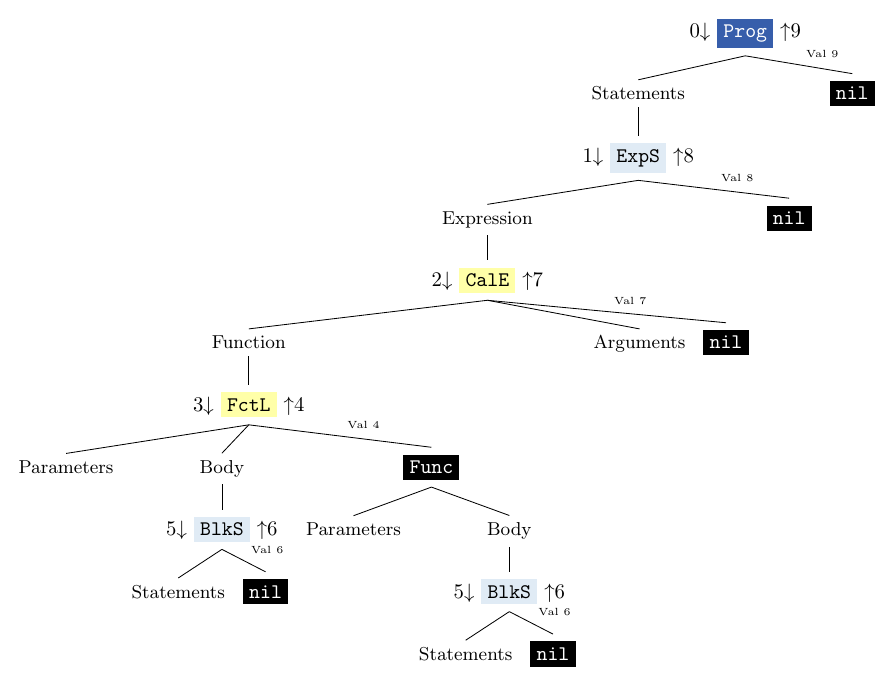 0↓ Prog ↑9
Val 9
Statements nil
1↓ ExpS ↑8
Val 8
Expression nil
2↓ CalE ↑7
Val 7
Function Arguments nil
3↓ FctL ↑4
Val 4
Parameters Body Func
5↓ BlkS ↑6 Parameters Body
Val 6
Statements nil 5↓ BlkS ↑6
Val 6
Statements nil